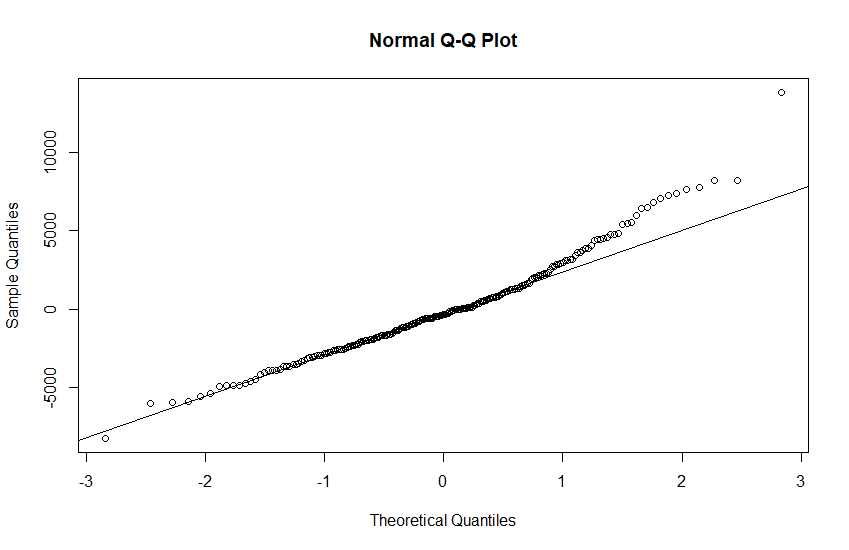 Normal Q-Q Plot
10000
5000
0
-5000
Sample Quantiles
-3 -2 -1 0 1 2 3
Theoretical Quantiles